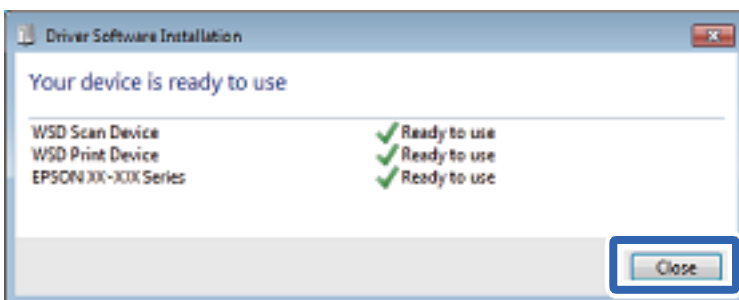 Driver Software Installation
Your device is ready to use
WSD Scan Device Ready to use
WSD Print Device Ready to use
EPSON XX-XXX Series Ready to use
Close